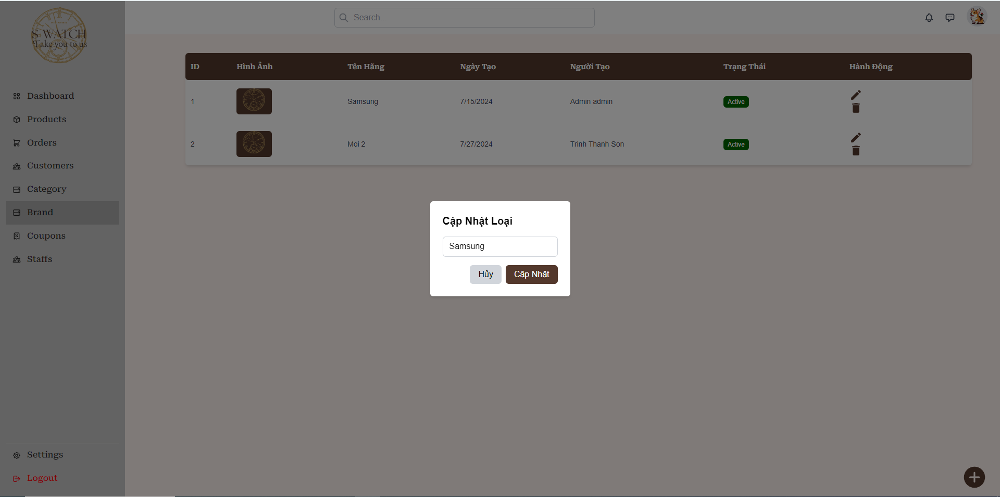 S-WATCH
Take you to us
Search...
Dashboard
Products
Orders
Customers
Category
Brand
Coupons
Staffs
Settings
Logout
ID Hình Ảnh Tên Hãng Ngày Tạo Người Tạo Trạng Thái Hành Động
1 Samsung 7/15/2024 Admin admin Active
2 Moi 2 7/27/2024 Trinh Thanh Son Active
Cập Nhật Loại
Samsung
Hủy Cập Nhật